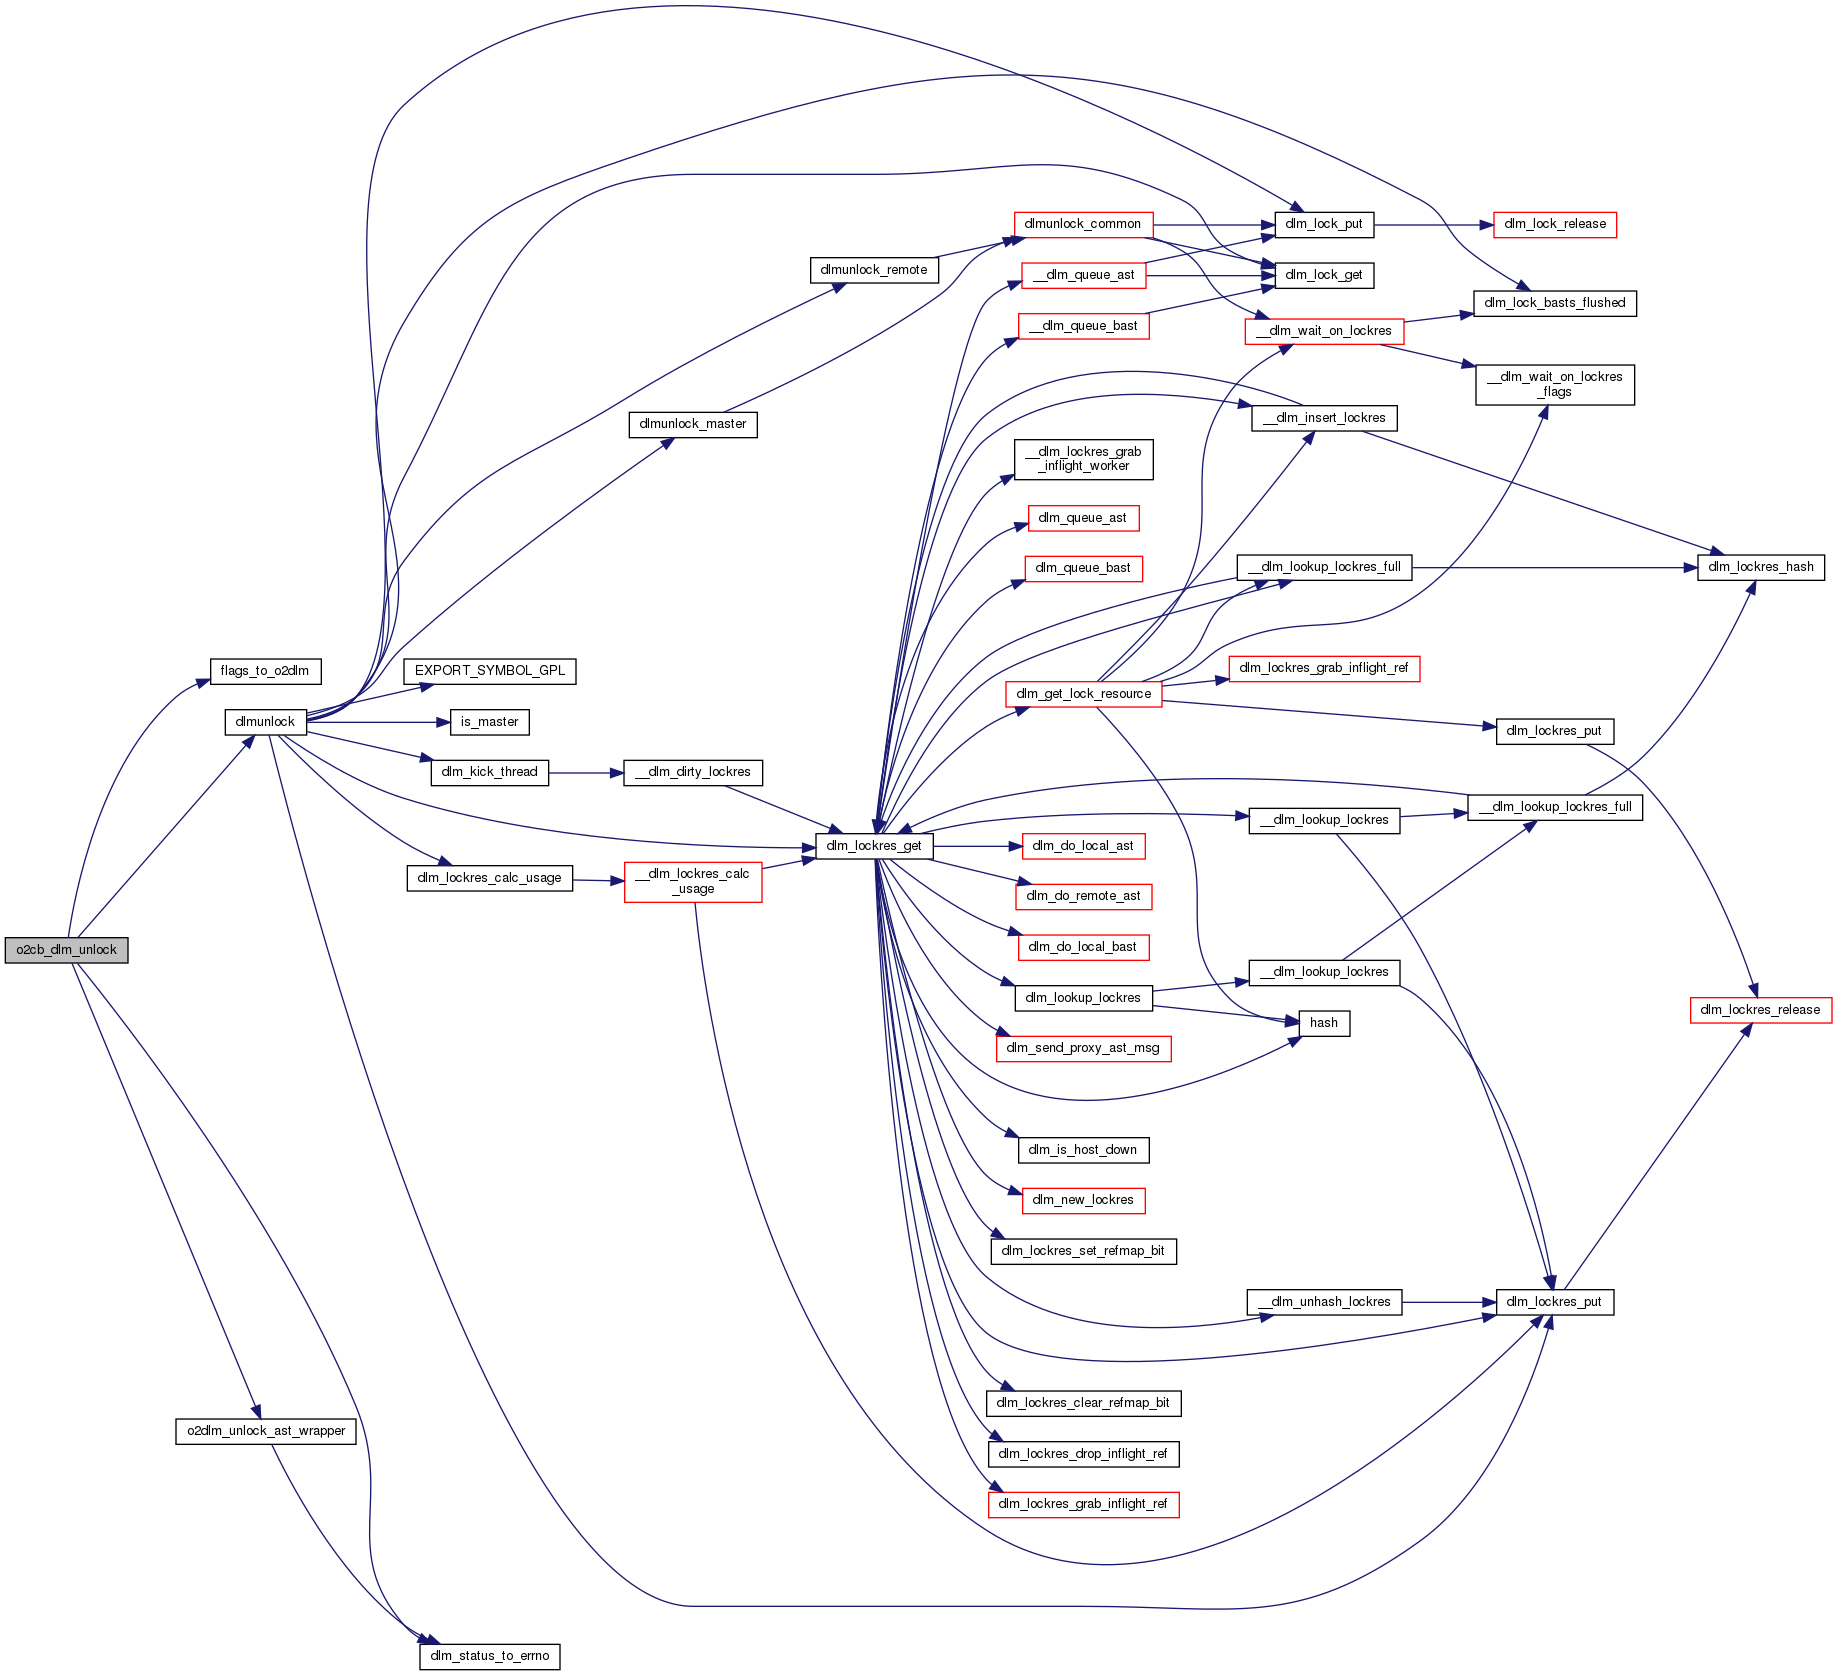 dlm_lock_put
dlm_lock_release
dlmunlock_common
dlmunlock_remote
__dlm_queue_ast
dlm_lock_get
dlm_lock_basts_flushed
__dlm_queue_bast
__dlm_wait_on_lockres
__dlm_wait_on_lockres
_flags
dlmunlock_master
__dlm_insert_lockres
__dlm_lockres_grab
_inflight_worker
dlm_queue_ast
dlm_queue_bast
__dlm_lookup_lockres_full
dlm_lockres_hash
flags_to_o2dlm
EXPORT_SYMBOL_GPL
dlm_lockres_grab_inflight_ref
dlm_get_lock_resource
dlmunlock
is_master
dlm_lockres_put
dlm_kick_thread
__dlm_dirty_lockres
__dlm_lookup_lockres_full
__dlm_lookup_lockres
dlm_lockres_get
dlm_do_local_ast
dlm_lockres_calc_usage
__dlm_lockres_calc
_usage
dlm_do_remote_ast
o2cb_dlm_unlock
dlm_do_local_bast
__dlm_lookup_lockres
dlm_lookup_lockres
dlm_lockres_release
hash
dlm_send_proxy_ast_msg
dlm_is_host_down
dlm_new_lockres
dlm_lockres_set_refmap_bit
__dlm_unhash_lockres
dlm_lockres_put
dlm_lockres_clear_refmap_bit
o2dlm_unlock_ast_wrapper
dlm_lockres_drop_inflight_ref
dlm_lockres_grab_inflight_ref
dlm_status_to_errno